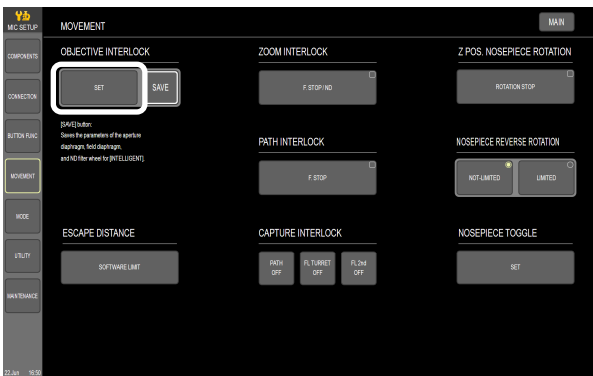 MIC SETUP
MOVEMENT
MAIN
COMPONENTS
CONNECTION
BUTTON FUNC
MOVEMENT
MODE
UTILITY
MAINTENANCE
22.Jun 16:50
OBJECTIVE INTERLOCK
SET
SAVE
[SAVE] button:
Saves the parameters of the aperture
diaphragm, field diaphragm,
and ND filter wheel for [INTELLIGENT].
ESCAPE DISTANCE
SOFTWARE LIMIT
ZOOM INTERLOCK
F. STOP / ND
PATH INTERLOCK
F. STOP
CAPTURE INTERLOCK
PATH OFF
FL TURRET OFF
FL 2nd OFF
Z POS. NOSEPIECE ROTATION
ROTATION STOP
NOSEPIECE REVERSE ROTATION
NOT-LIMITED
LIMITED
NOSEPIECE TOGGLE
SET